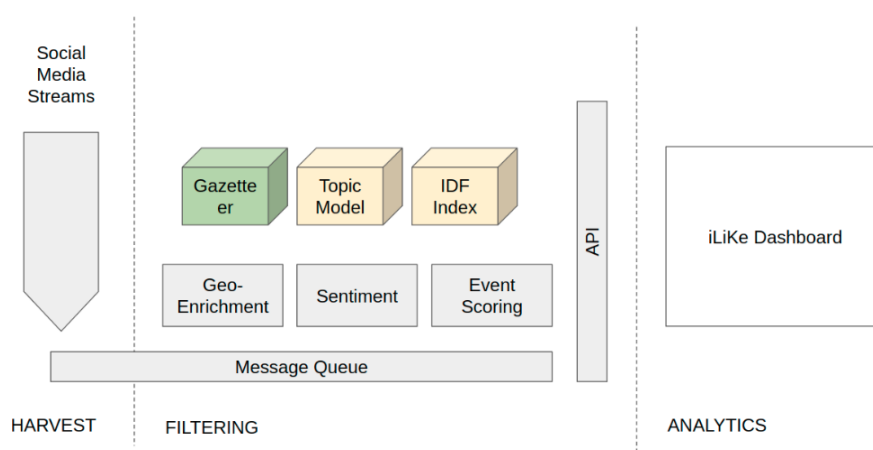 Social
Media
Streams
Gazette
er
Topic
Model
IDF
Index
API
iLiKe Dashboard
Geo-
Enrichment
Sentiment
Event
Scoring
Message Queue
HARVEST
FILTERING
ANALYTICS